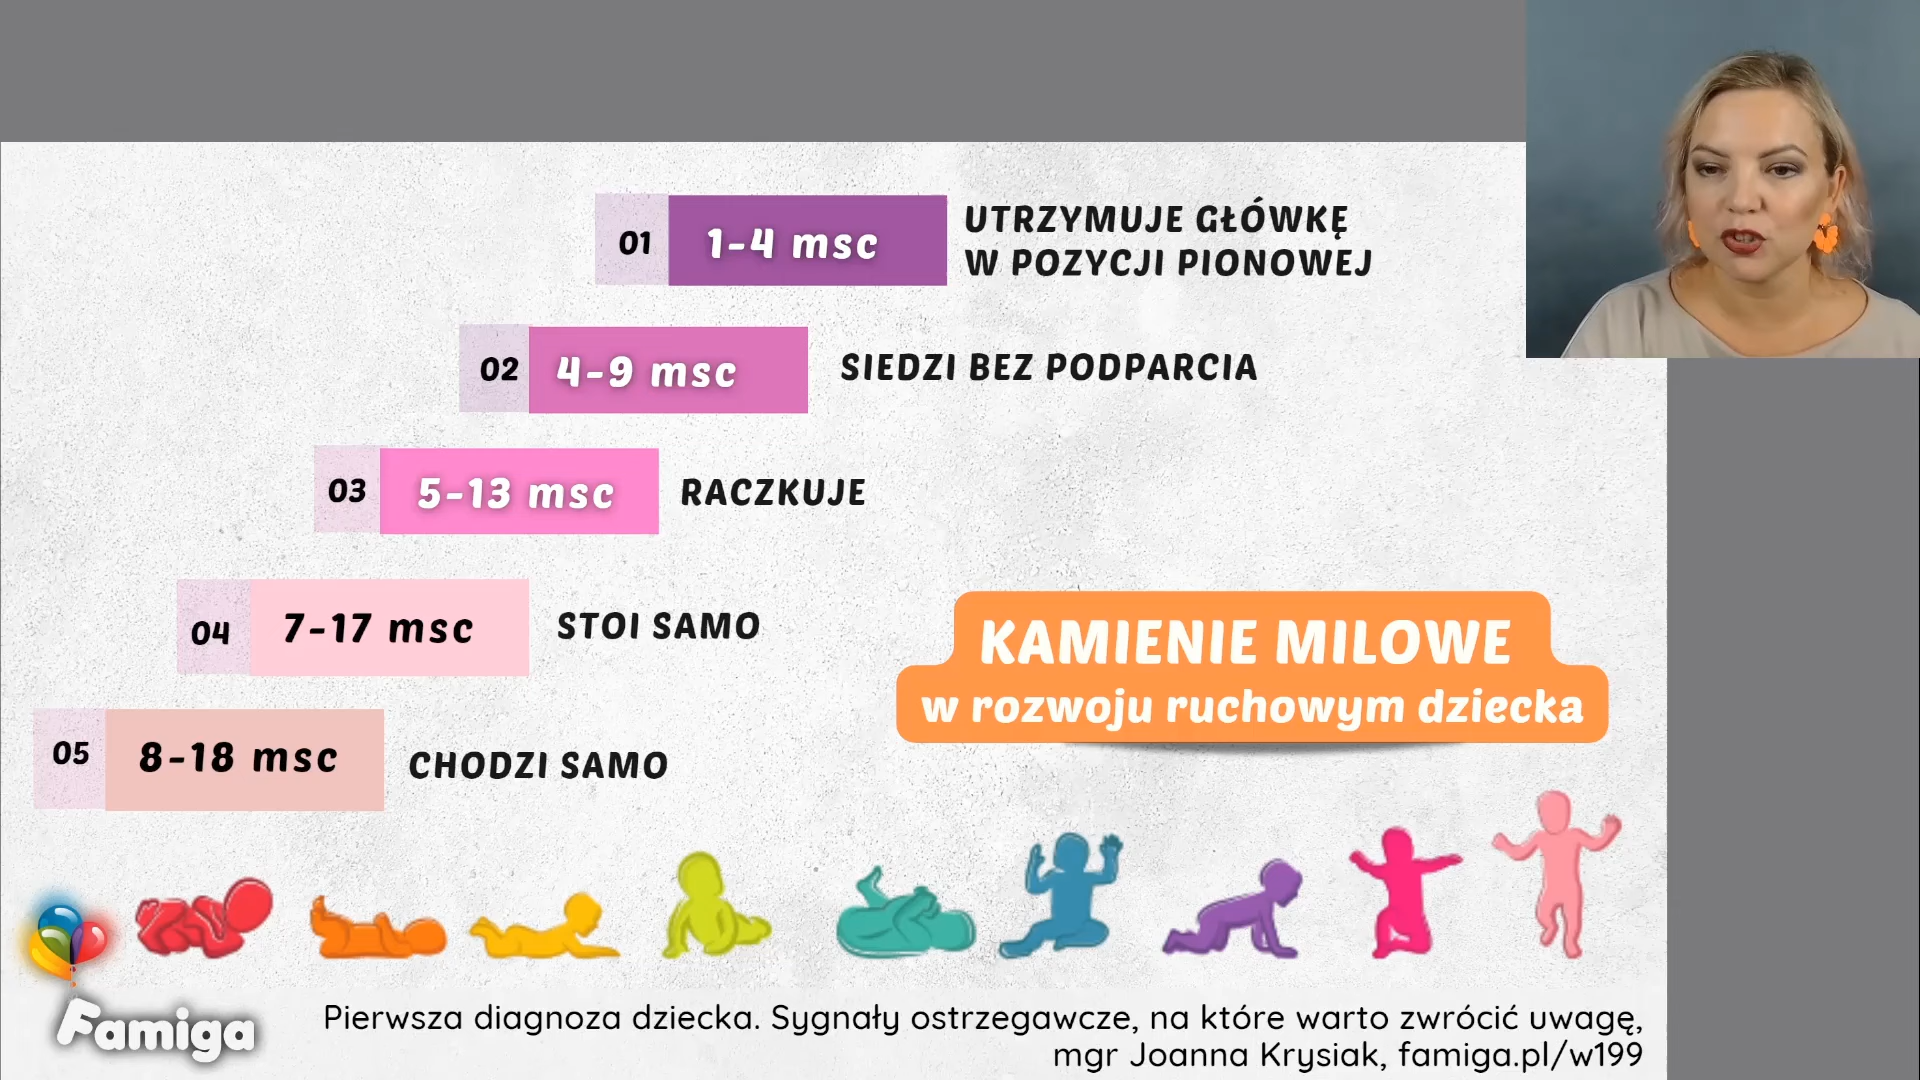 01 1-4 msc UTRZYMUJE GŁÓWKĘ
W POZYCJI PIONOWEJ
02 4-9 msc SIEDZI BEZ PODPARCIA
03 5-13 msc RACZKUJE
04 7-17 msc STOI SAMO
KAMIENIE MILOWE
w rozwoju ruchowym dziecka
05 8-18 msc CHODZI SAMO
Famiga
Pierwsza diagnoza dziecka. Sygnały ostrzegawcze, na które warto zwrócić uwagę,
mgr Joanna Krysiak, famiga.pl/w199